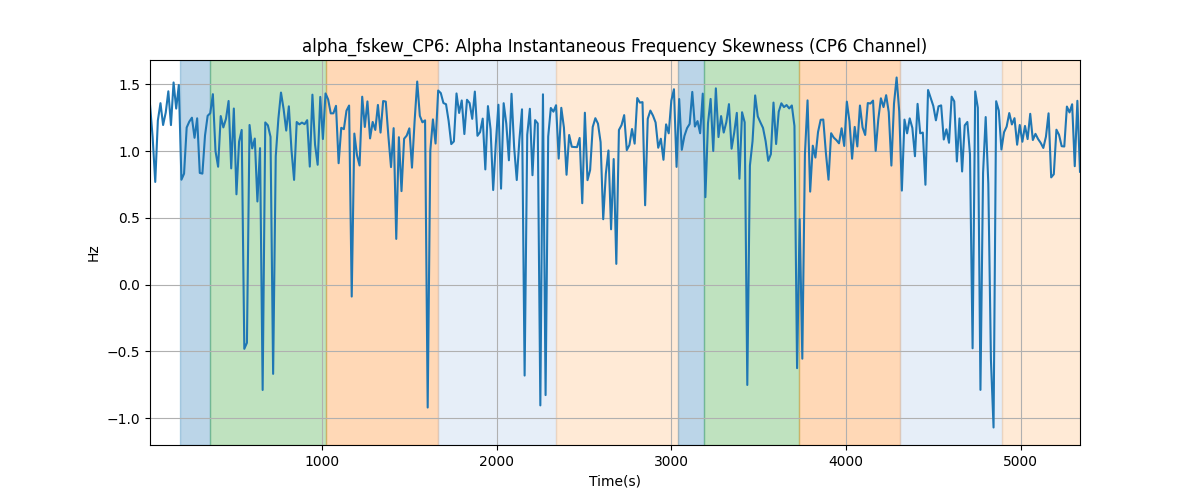 alpha_fskew_CP6: Alpha Instantaneous Frequency Skewness (CP6 Channel)
1.5
1.0
0.5
0.0
−0.5
−1.0
Hz
1000 2000 3000 4000 5000
Time(s)